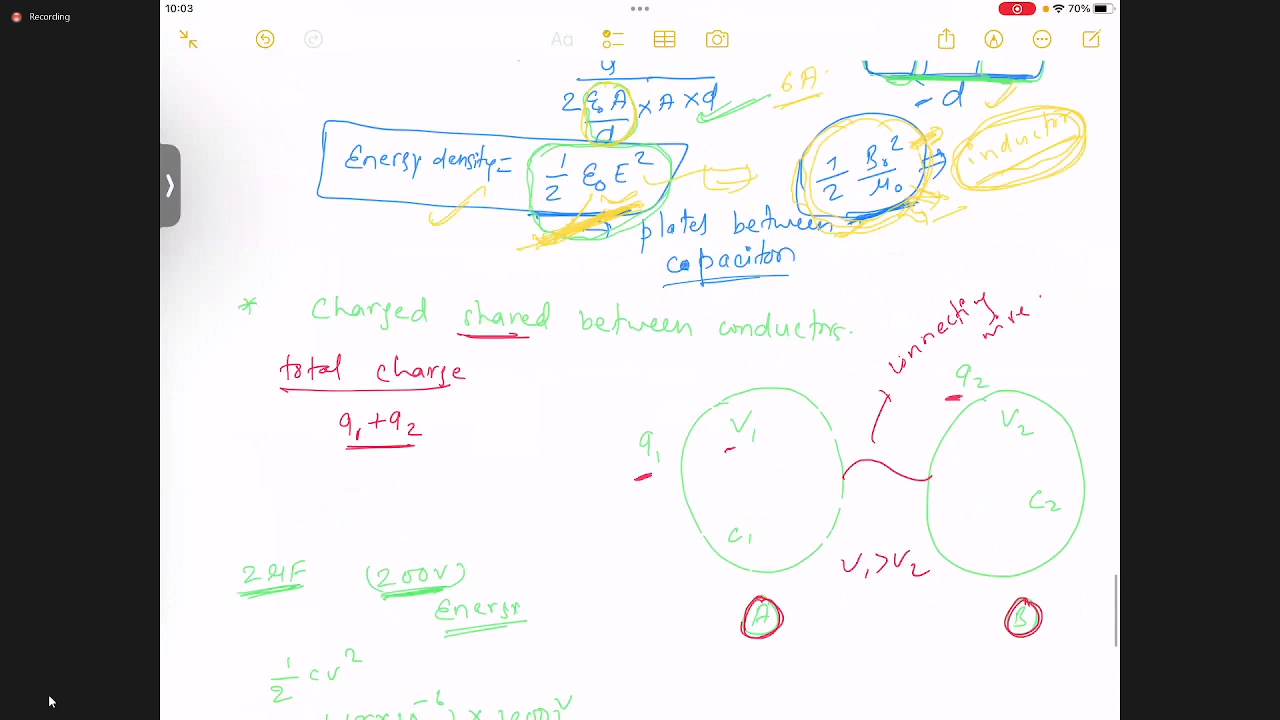 Recording
10:03
70%
Aa
2 ε₀ A / d × A × d
6A
- d
Energy density = 1/2 ε₀ E²
1/2 B₀²/μ₀
inductor
plates between
capacitor
* Charged shared between conductors.
connecting
wire
total charge
q₁+q₂
q₁
V₁
C₁
q₂
V₂
C₂
V₁>V₂
A
B
2μF (200V)
Energy
1/2 cv²